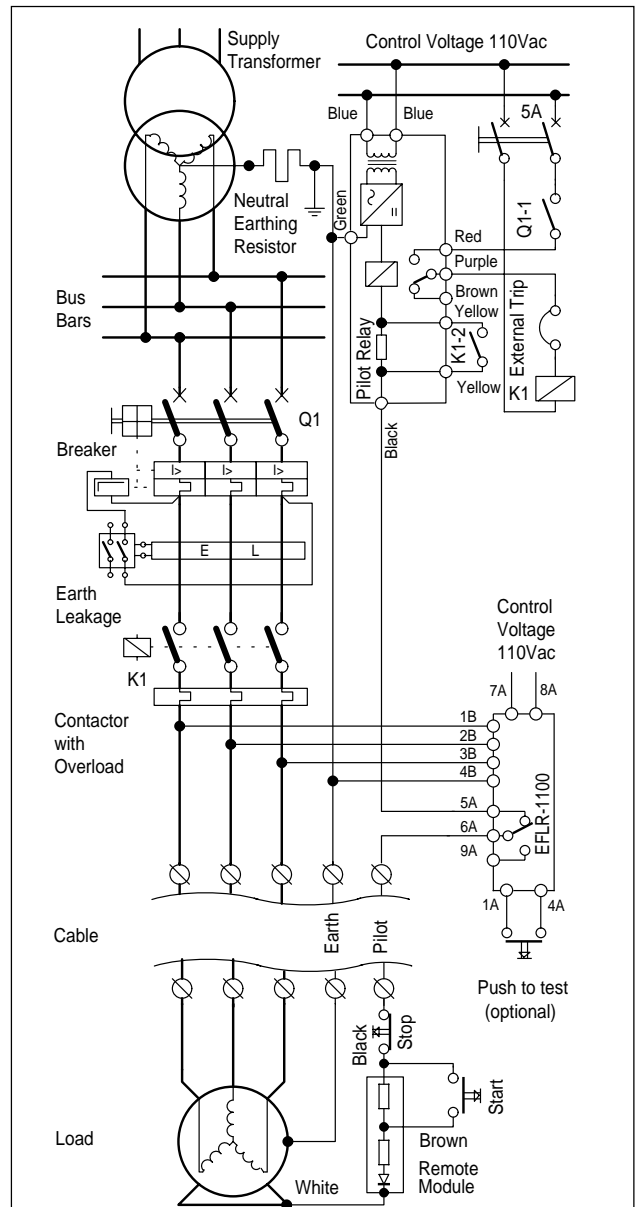 Supply
Transformer
Control Voltage 110Vac
Blue
Blue
5A
Green
Neutral
Earthing
Resistor
Q1-1
Red
Purple
Brown
Yellow
Bus
Bars
Pilot Relay
K1-2
External Trip
K1
Yellow
Q1
Black
Breaker
I>
I>
I>
E
L
Earth
Leakage
K1
Control
Voltage
110Vac
7A
8A
Contactor
with
Overload
1B
2B
3B
4B
5A
6A
9A
EFLR-1100
1A
4A
Cable
Earth
Pilot
Push to test
(optional)
Black
Stop
Start
Load
Brown
White
Remote
Module